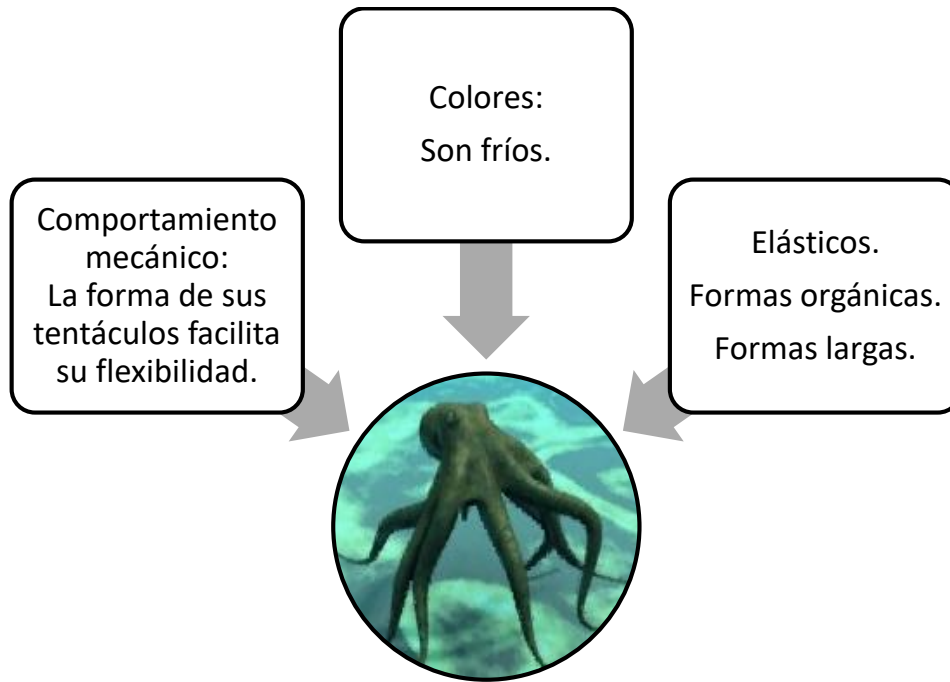 Colores:
Son fríos.
Comportamiento
mecánico:
La forma de sus
tentáculos facilita
su flexibilidad.
Elásticos.
Formas orgánicas.
Formas largas.